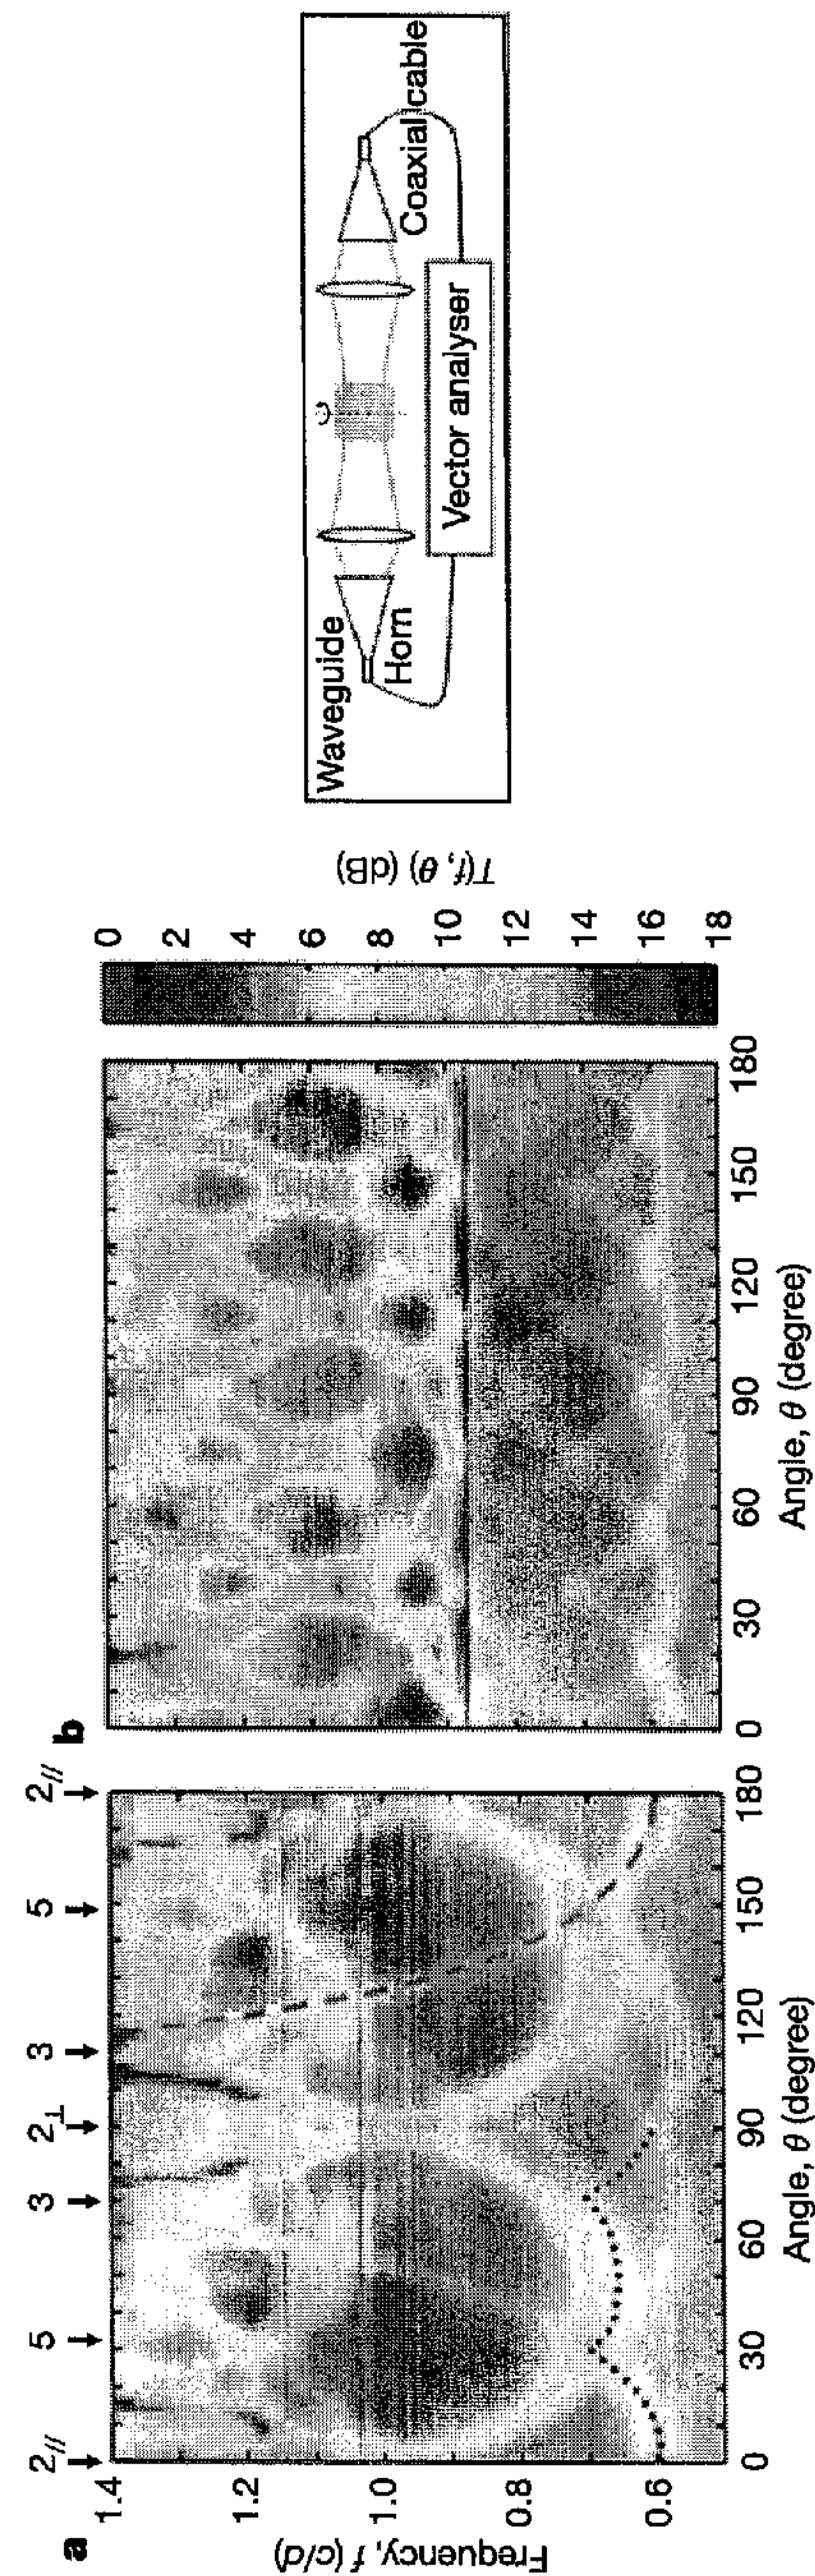 a
2// 5 3 2⊥ 3 5 2//
1.4
1.2
1.0
0.8
0.6
Frequency, f (c/d)
0 30 60 90 120 150 180
Angle, θ (degree)
b
0 30 60 90 120 150 180
Angle, θ (degree)
0
2
4
6
8
10
12
14
16
18
T(f, θ) (dB)
Waveguide
Horn
Coaxial cable
Vector analyser